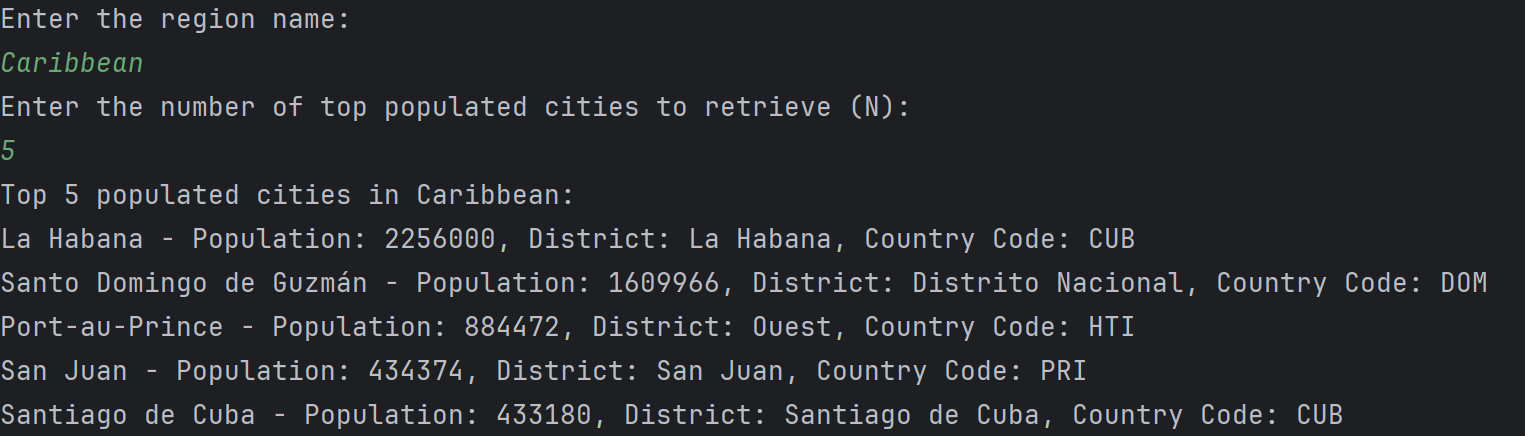 Enter the region name:
Caribbean
Enter the number of top populated cities to retrieve (N):
5
Top 5 populated cities in Caribbean:
La Habana - Population: 2256000, District: La Habana, Country Code: CUB
Santo Domingo de Guzmán - Population: 1609966, District: Distrito Nacional, Country Code: DOM
Port-au-Prince - Population: 884472, District: Ouest, Country Code: HTI
San Juan - Population: 434374, District: San Juan, Country Code: PRI
Santiago de Cuba - Population: 433180, District: Santiago de Cuba, Country Code: CUB